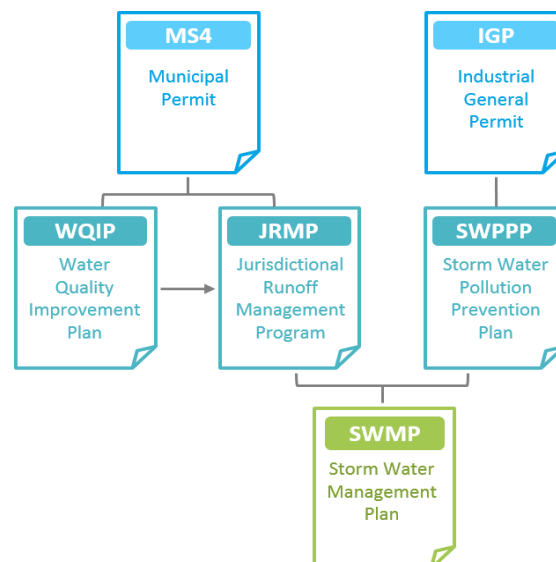 MS4
Municipal
Permit
IGP
Industrial
General
Permit
WQIP
Water
Quality
Improvement
Plan
JRMP
Jurisdictional
Runoff
Management
Program
SWPPP
Storm Water
Pollution
Prevention
Plan
SWMP
Storm Water
Management
Plan